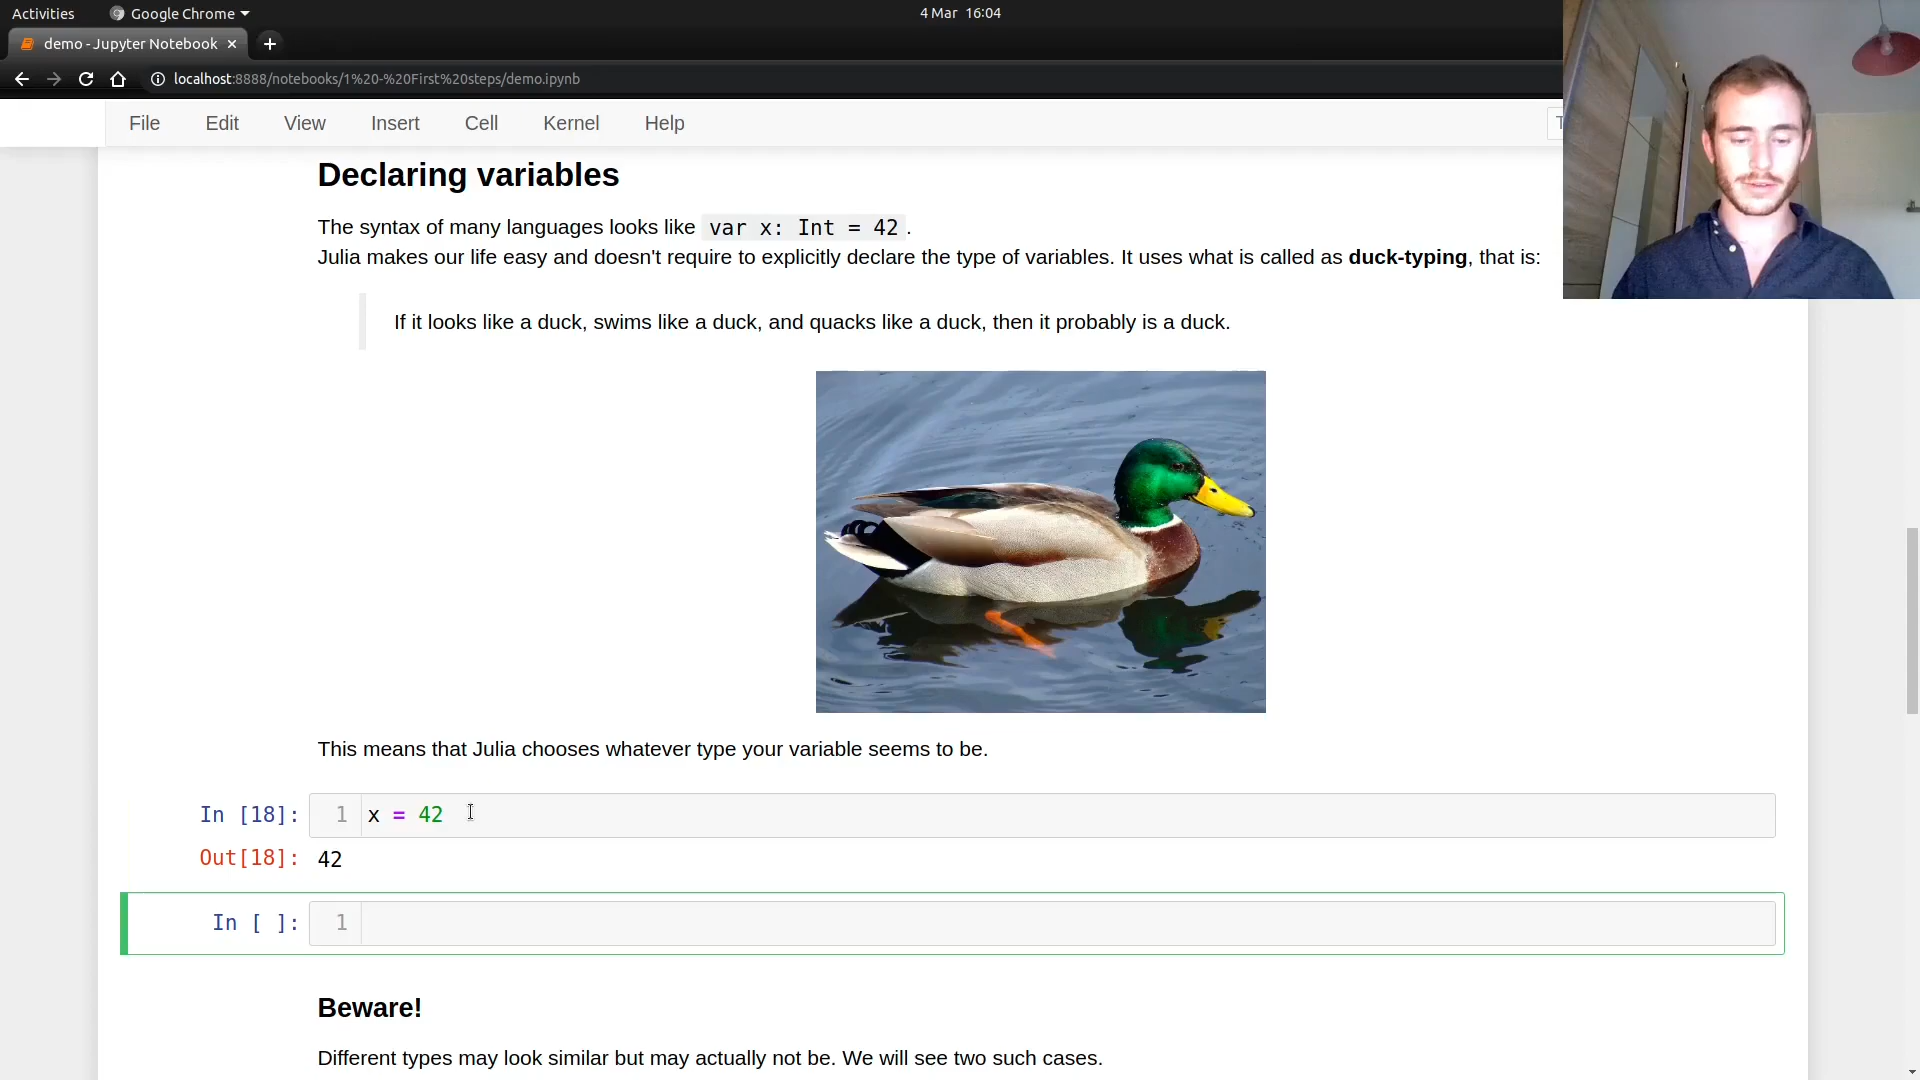 Activities Google Chrome 4 Mar 16:04
demo - Jupyter Notebook
localhost:8888/notebooks/1%20-%20First%20steps/demo.ipynb
File Edit View Insert Cell Kernel Help
Declaring variables
The syntax of many languages looks like var x: Int = 42 .
Julia makes our life easy and doesn't require to explicitly declare the type of variables. It uses what is called as duck-typing, that is:
If it looks like a duck, swims like a duck, and quacks like a duck, then it probably is a duck.
This means that Julia chooses whatever type your variable seems to be.
In [18]: 1 x = 42
Out[18]: 42
In [ ]: 1
Beware!
Different types may look similar but may actually not be. We will see two such cases.